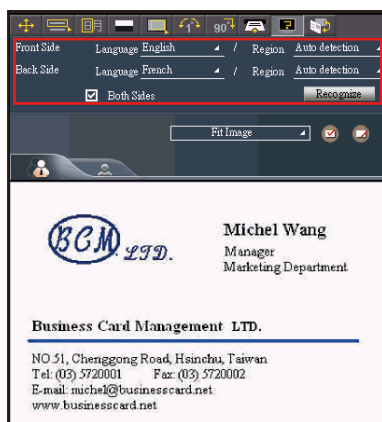 1 90°
Front Side Language English / Region Auto detection
Back Side Language French / Region Auto detection
Both Sides Recognize
Fit Image
BCM LTD.
Michel Wang
Manager
Marketing Department
Business Card Management LTD.
NO.51, Chenggong Road, Hsinchu, Taiwan
Tel: (03) 5720001 Fax: (03) 5720002
E-mail: michel@businesscard.net
www.businesscard.net